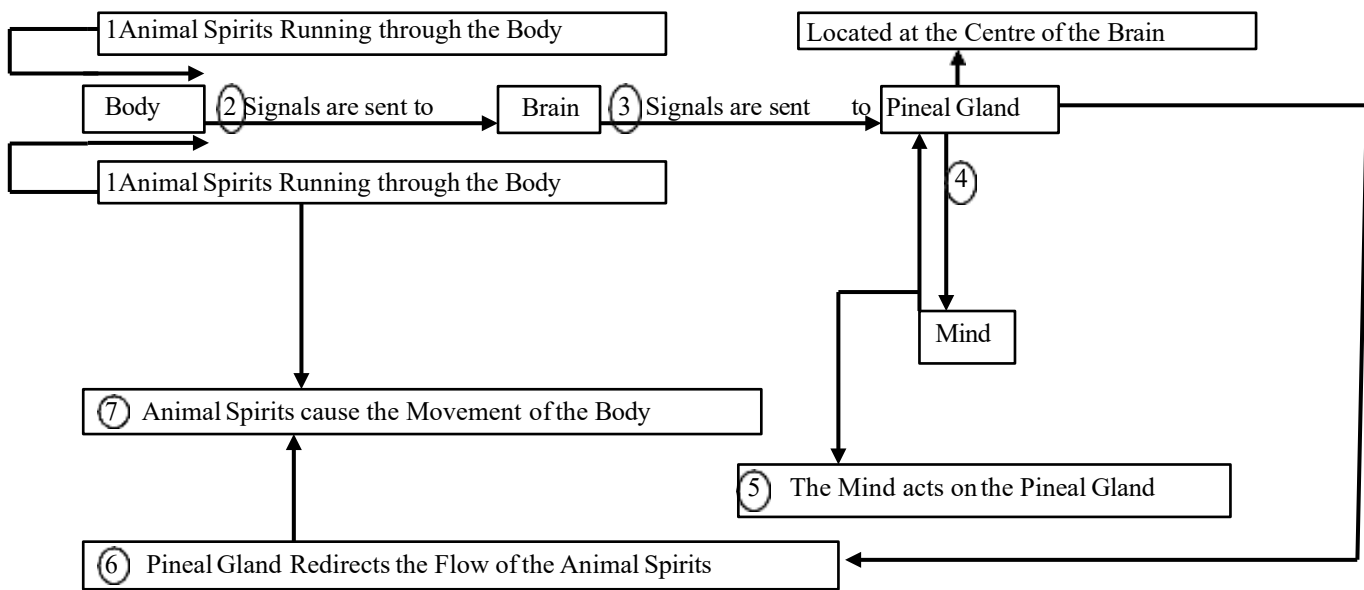 1Animal Spirits Running through the Body
Located at the Centre of the Brain
Body
2 Signals are sent to
Brain
3 Signals are sent to
Pineal Gland
1Animal Spirits Running through the Body
4
Mind
7 Animal Spirits cause the Movement of the Body
5 The Mind acts on the Pineal Gland
6 Pineal Gland Redirects the Flow of the Animal Spirits